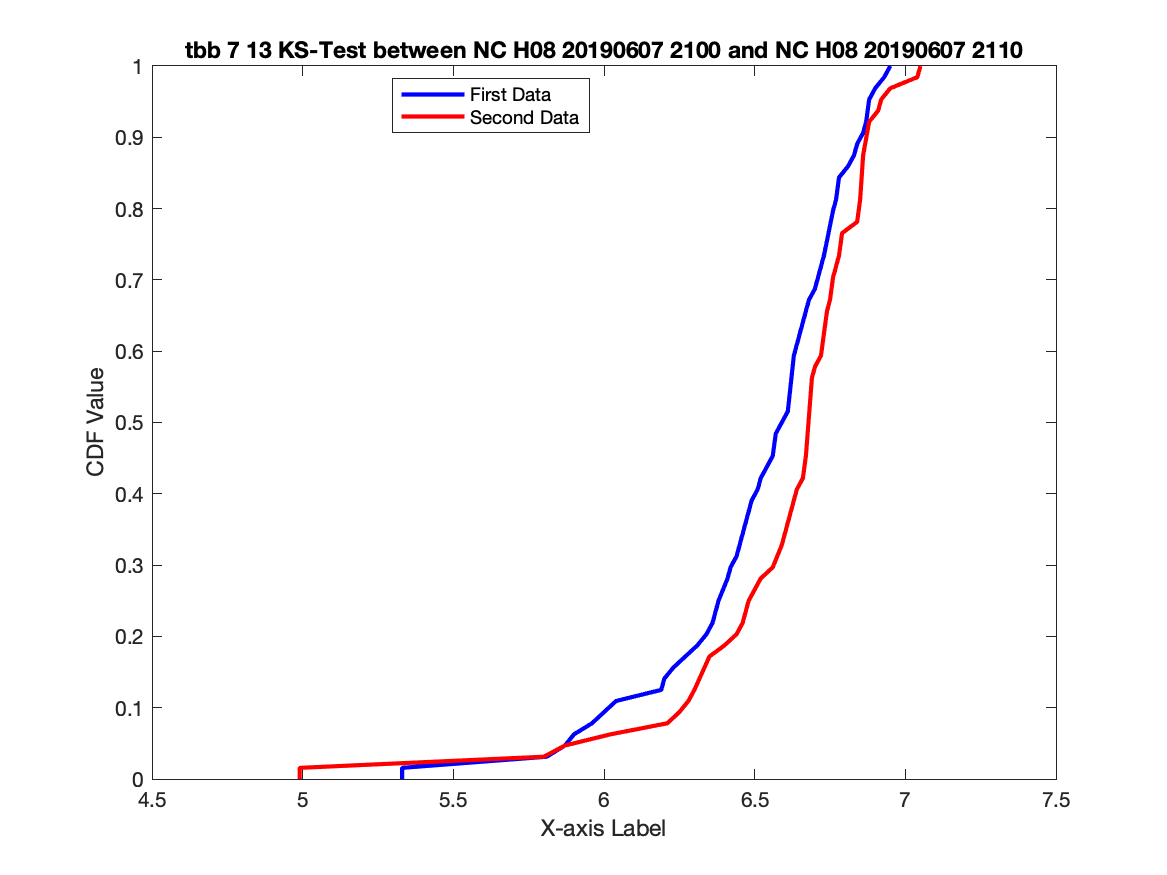 tbb 7 13 KS-Test between NC H08 20190607 2100 and NC H08 20190607 2110
First Data
Second Data
1
0.9
0.8
0.7
0.6
0.5
0.4
0.3
0.2
0.1
0
CDF Value
4.5 5 5.5 6 6.5 7 7.5
X-axis Label